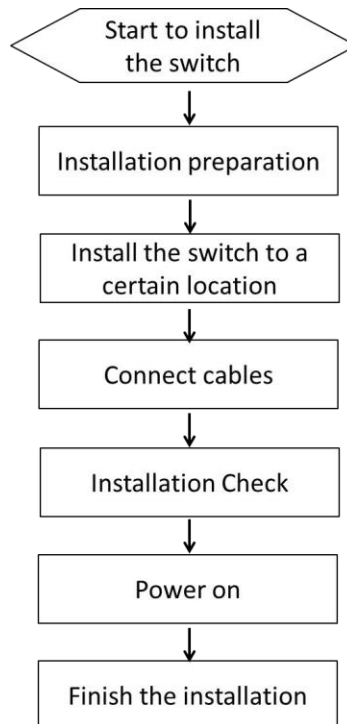 Start to install
the switch
Installation preparation
Install the switch to a
certain location
Connect cables
Installation Check
Power on
Finish the installation